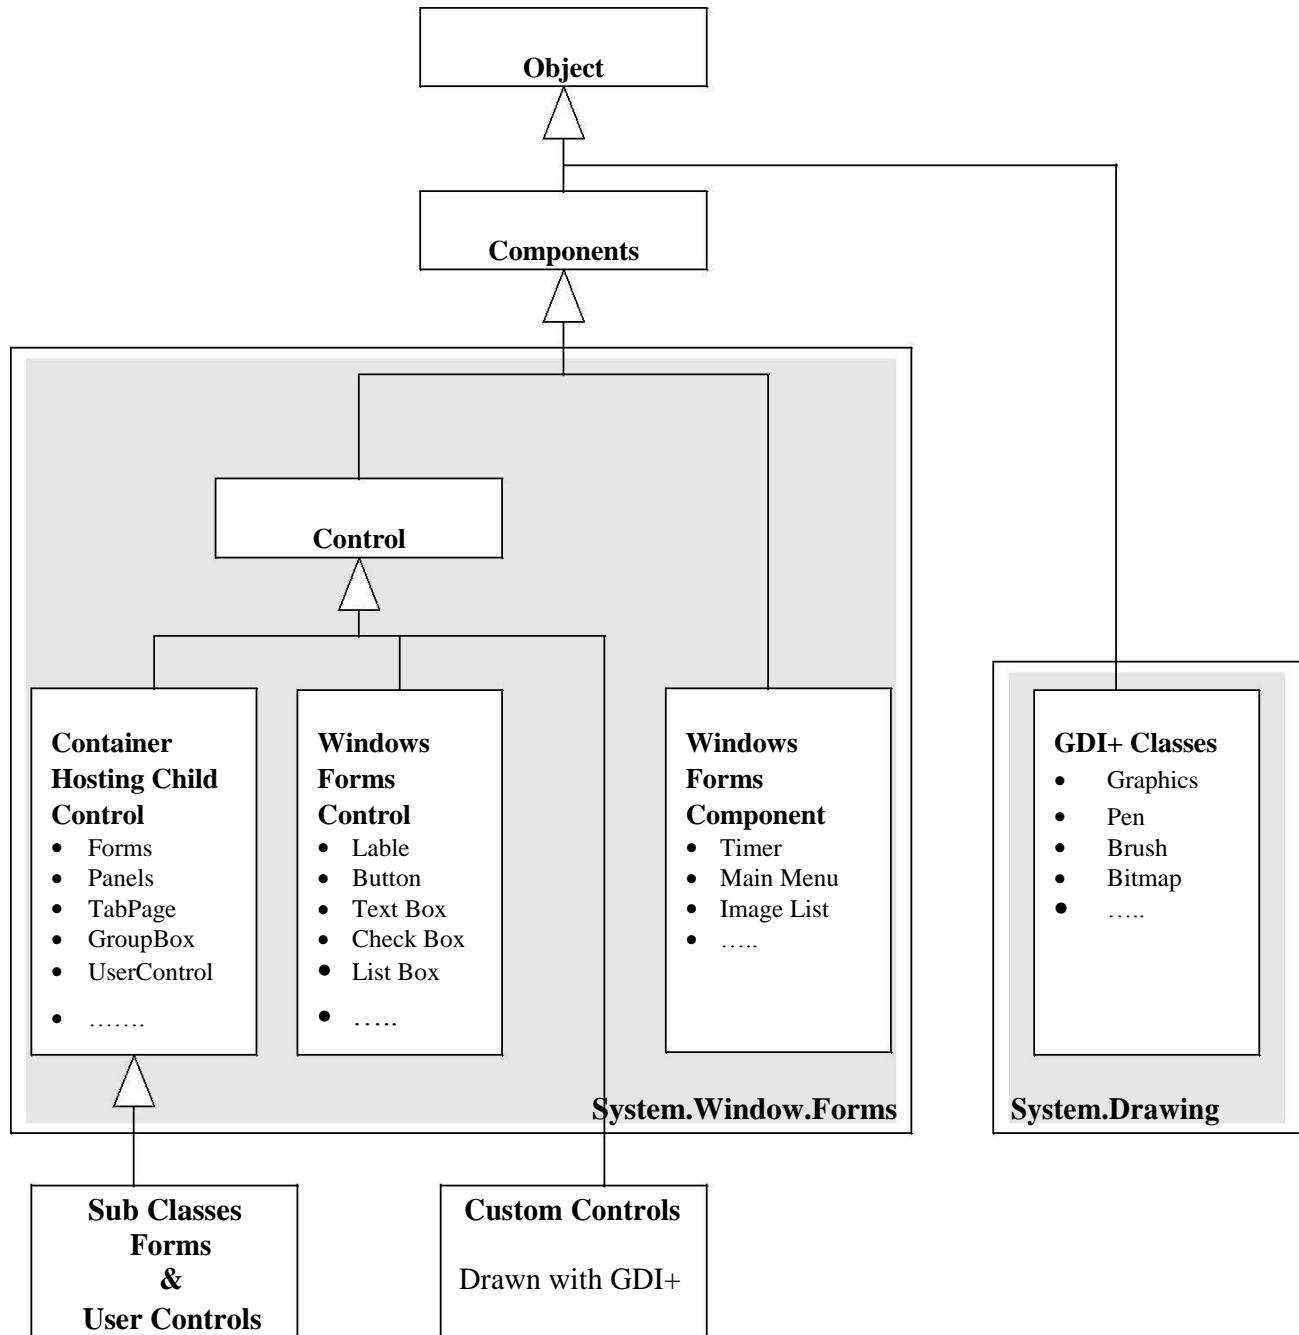 Object
Components
Control
Container
Hosting Child
Control
• Forms
• Panels
• TabPage
• GroupBox
• UserControl
• …….
Windows
Forms
Control
• Lable
• Button
• Text Box
• Check Box
• List Box
• …..
Windows
Forms
Component
• Timer
• Main Menu
• Image List
• …..
GDI+ Classes
• Graphics
• Pen
• Brush
• Bitmap
• …..
System.Window.Forms
System.Drawing
Sub Classes
Forms
&
User Controls
Custom Controls
Drawn with GDI+